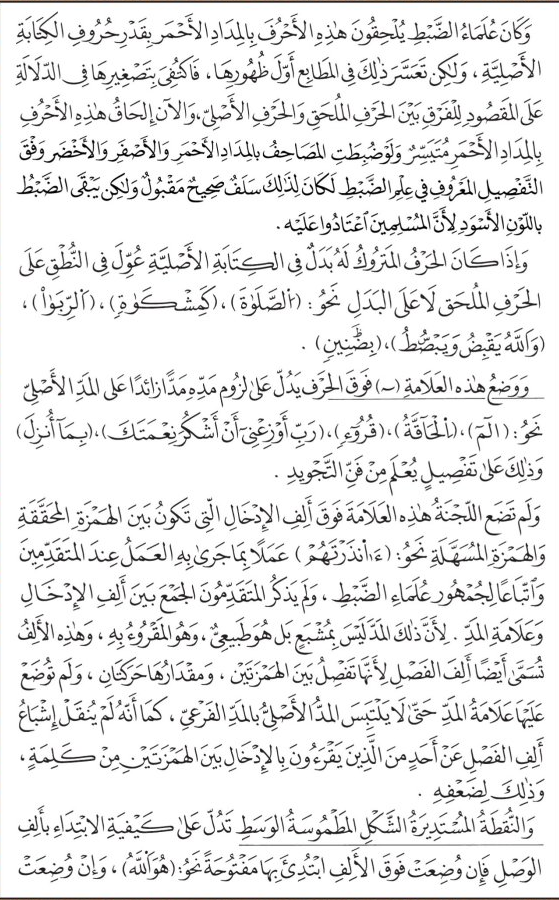 وَكَانَ عُلَمَاءُ الضَّبْطِ يُلْحِقُونَ هَٰذِهِ الأَحْرُفَ بِالمِدَادِ الأَحْمَرِ بِقَدْرِ حُرُوفِ الكِتَابَةِ
الأَصْلِيَّةِ ، وَلَٰكِن تَعَسَّرَ ذٰلِكَ فِى المَطَابِعِ أَوَّلَ ظُهُورِهَا ، فَاكْتُفِىَ بِتَصْغِيرِهَا فِى الدِّلَالَةِ
عَلَى المَقْصُودِ لِلْفَرْقِ بَيْنَ الحَرْفِ المُلْحَقِ وَالحَرْفِ الأَصْلِىِّ، وَالآنَ إِلحَاقُ هَٰذِهِ الأَحْرُفِ
بِالمِدَادِ الأَحْمَرِ مُتَيَسِّرٌ وَلَوْ ضُبِطَتِ المَصَاحِفُ بِالمِدَادِ الأَحْمَرِ وَالأَصْفَرِ وَالأَخْضَرِ وَفْقَ
التَّفْصِيلِ المَعْرُوفِ فِي عِلْمِ الضَّبْطِ لَكَانَ لِذٰلِكَ سَلَفٌ صَحِيحٌ مَقْبُولٌ وَلَٰكِن يَبْقَى الضَّبْطُ
بِاللَّوْنِ الأَسْوَدِ لِأَنَّ المُسْلِمِينَ اعْتَادُوا عَلَيْهِ .
وَإِذَا كَانَ الحَرْفُ المَتْرُوكُ لَهُ بَدَلٌ فِى الكِتَابَةِ الأَصْلِيَّةِ عُوِّلَ فِى النُّطْقِ عَلَى
الحَرْفِ المُلْحَقِ لَا عَلَى البَدَلِ نَحْوُ : (اَ۬لصَّلَوٰةَ) ، (كَمِشْكَوٰةٖ) ، (اَ۬لرِّبَوٰاْ) ،
(وَاَللَّهُ يَقْبِضُ وَيَبْصُۜطُ) ، (بِضَنِينٖ) .
وَوَضْعُ هَٰذِهِ العَلَامَةِ (~) فَوْقَ الحَرْفِ يَدُلُّ عَلَى لُزُومِ مَدِّهِ مَدًّا زَائِدًا عَلَى المَدِّ الأَصْلِىِّ
نَحْوُ : (الٓمٓ) ، (اَ۬لْحَآقَّةُ) ، (قُرُوٓءٖ) ، (رَبِّ أَوْزِعْنِىٓ أَنْ أَشْكُرَ نِعْمَتَكَ) ، (بِمَآ أُنزِلَ)
وَذٰلِكَ عَلَى تَفْصِيلٍ يُعْلَمُ مِنْ فَنِّ التَّجْوِيدِ .
وَلَم تَضَعِ اللَّجْنَةُ هَٰذِهِ العَلَامَةَ فَوْقَ أَلِفِ الإِدْخَالِ الَّتِى تَكُونُ بَيْنَ الهَمْزَةِ المُحَقَّقَةِ
وَالهَمْزَةِ المُسَهَّلَةِ نَحْوُ : (ءَا۬نذَرْتَهُمْ) عَمَلًا بِمَا جَرَى بِهِ العَمَلُ عِندَ المُتَقَدِّمِينَ
وَاتِّبَاعًا لِجُمْهُورِ عُلَمَاءِ الضَّبْطِ ، وَلَمْ يَذْكُرِ المُتَقَدِّمُونَ الجَمْعَ بَيْنَ أَلِفِ الإِدْخَالِ
وَعَلَامَةِ المَدِّ . لِأَنَّ ذٰلِكَ المَدَّ لَيْسَ بِمُشْبَعٍ بَل هُوَ طَبِيعِىٌّ ، وَهُوَ المَقْرُوءُ بِهِ ، وَهَٰذِهِ الأَلِفُ
تُسَمَّى أَيْضًا أَلِفَ الفَصْلِ لِأَنَّهَا تَفْصِلُ بَيْنَ الهَمْزَتَيْنِ ، وَمِقْدَارُهَا حَرَكَتَانِ ، وَلَم تُوضَعْ
عَلَيْهَا عَلَامَةُ المَدِّ حَتَّى لَا يَلْتَبِسَ المَدُّ الأَصْلِىُّ بِالمَدِّ الفَرْعِىِّ ، كَمَا أَنَّهُ لَمْ يُنْقَلْ إِشْبَاعُ
أَلِفِ الفَصْلِ عَنْ أَحَدٍ مِنَ الَّذِينَ يَقْرَءُونَ بِالإِدْخَالِ بَيْنَ الهَمْزَتَيْنِ مِنْ كَلِمَةٍ ،
وَذٰلِكَ لِضَعْفِهِ .
وَالنُّقْطَةُ المُسْتَدِيرَةُ الشَّكْلِ المَطْمُوسَةُ الوَسَطِ تَدُلُّ عَلَى كَيْفِيَةِ الابْتِدَاءِ بِأَلِفِ
الوَصْلِ فَإِن وُضِعَتْ فَوْقَ الأَلِفِ ابْتُدِئَ بِهَا مَفْتُوحَةً نَحْوُ : (هُوَ اَ۬للَّهُ) ، وَإِنْ وُضِعَتْ